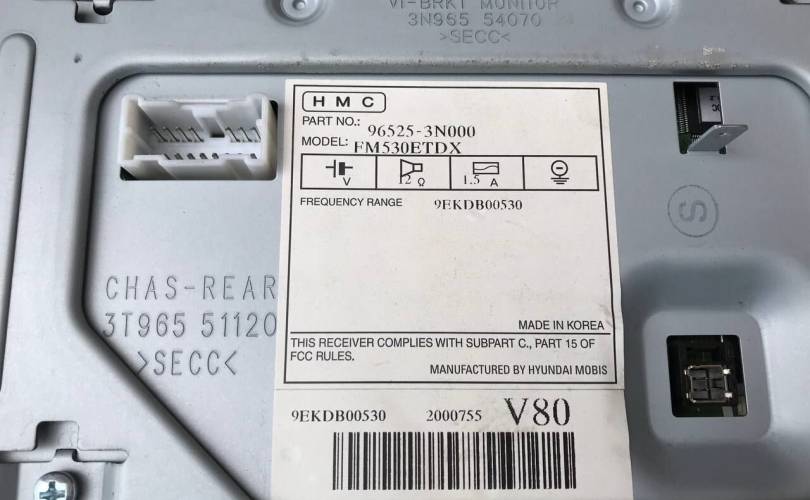 VI-BRKT MONITOR
3N965 54070
>SECC<
HMC
PART NO.: 96525-3N000
MODEL: FM530ETDX
V 12 Ω 1.5 A
FREQUENCY RANGE 9EKDB00530
S
CHAS-REAR
3T965 51120
>SECC<
MADE IN KOREA
THIS RECEIVER COMPLIES WITH SUBPART C., PART 15 OF
FCC RULES.
MANUFACTURED BY HYUNDAI MOBIS
9EKDB00530 2000755 V80